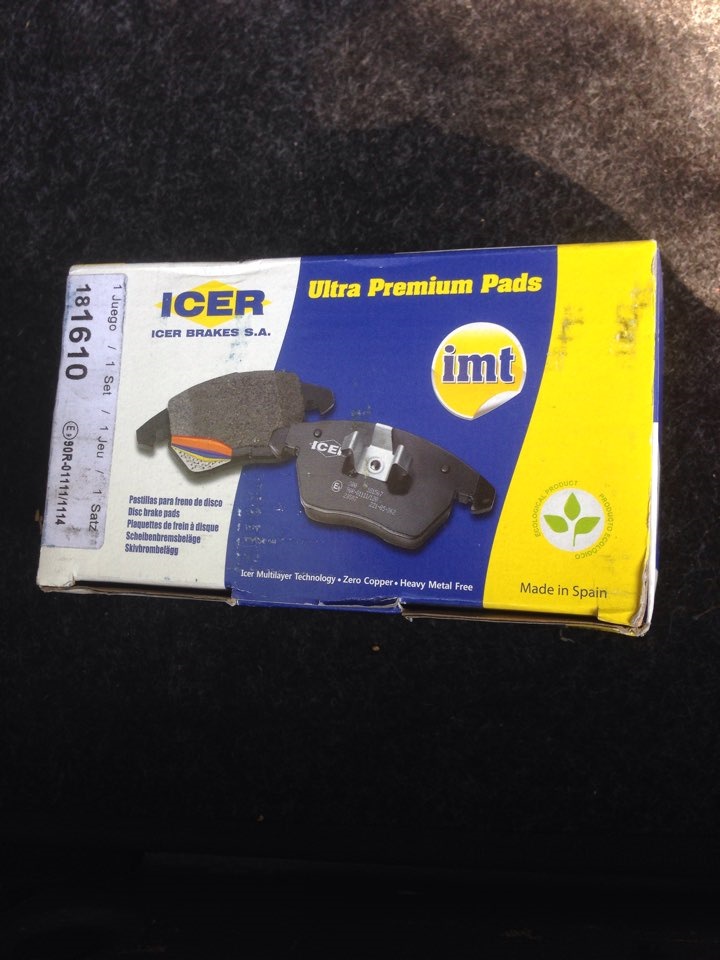 181610
1 Juego / 1 Set / 1 Jeu / 1 Satz
90R-01111/1114
ICER
ICER BRAKES S.A.
Ultra Premium Pads
imt
ICER
Pastillas para freno de disco
Disc brake pads
Plaquettes de frein à disque
Scheibenbremsbeläge
Skivbrombelägg
Icer Multilayer Technology • Zero Copper • Heavy Metal Free
ECOLOGICAL PRODUCT
PRODUCTO ECOLOGICO
Made in Spain